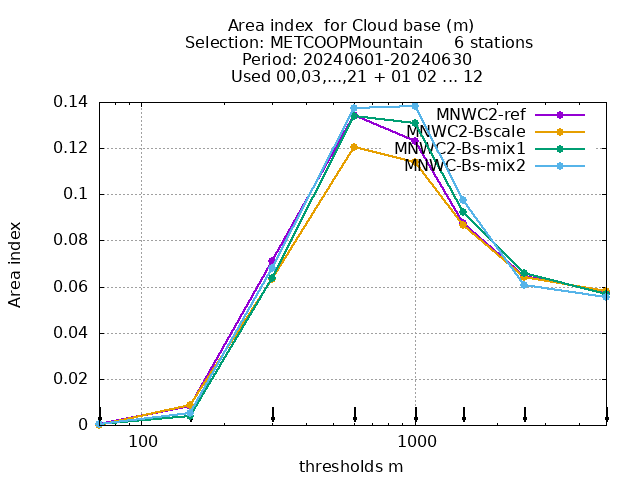 Area index  for Cloud base (m)
Selection: METCOOPMountain      6 stations
Period: 20240601-20240630
Used 00,03,...,21 + 01 02 ... 12
0.14
0.12
0.1
0.08
0.06
0.04
0.02
0
Area index
MNWC2-ref
MNWC2-Bscale
MNWC2-Bs-mix1
MNWC-Bs-mix2
100
1000
thresholds m